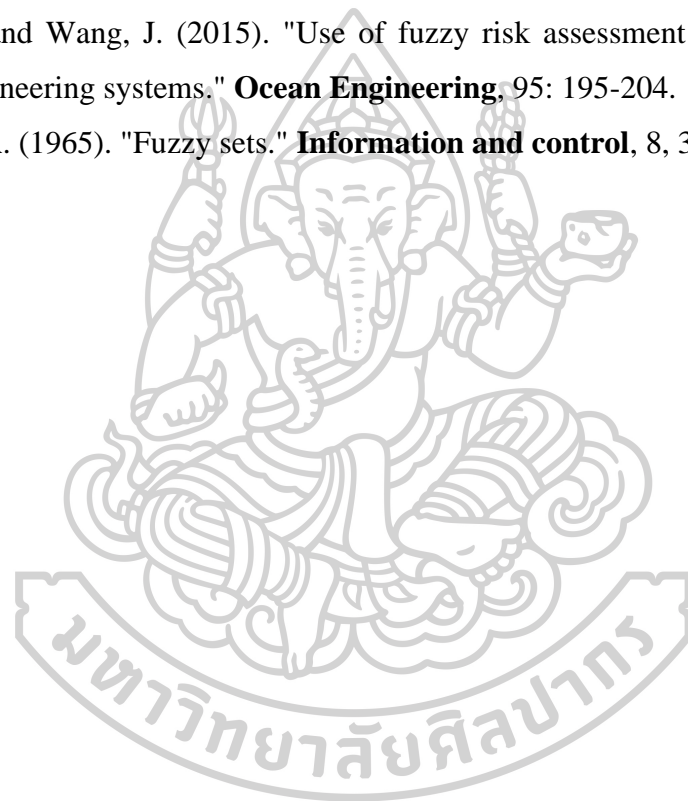 and Wang, J. (2015). "Use of fuzzy risk assessment
neering systems." Ocean Engineering, 95: 195-204.
. (1965). "Fuzzy sets." Information and control, 8, 3
มหาวิทยาลัยศิลปากร